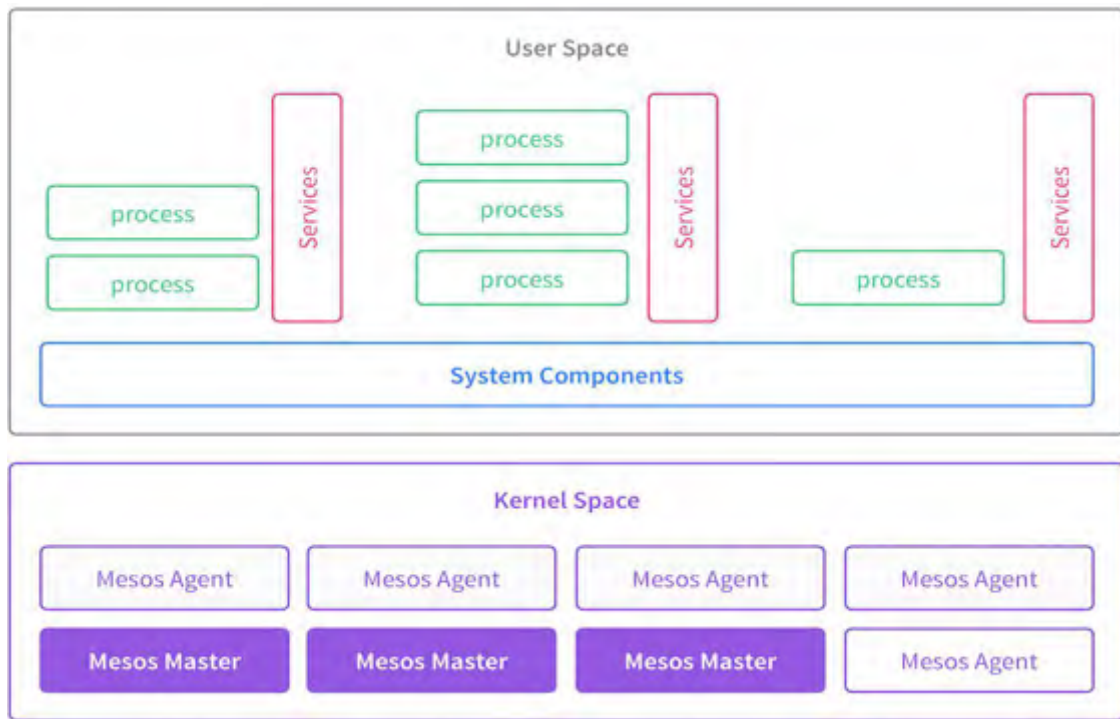 User Space
process
process
Services
process
process
process
Services
process
Services
System Components
Kernel Space
Mesos Agent
Mesos Agent
Mesos Agent
Mesos Agent
Mesos Master
Mesos Master
Mesos Master
Mesos Agent